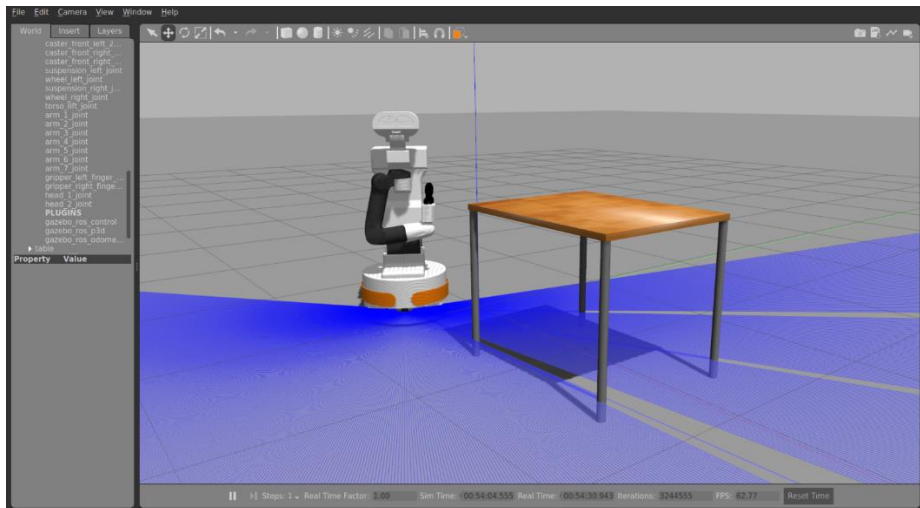 File Edit Camera View Window Help
World Insert Layers
caster_front_left_2...
caster_front_right_...
caster_front_right_...
suspension_left_joint
wheel_left_joint
suspension_right_j...
wheel_right_joint
torso_lift_joint
arm_1_joint
arm_2_joint
arm_3_joint
arm_4_joint
arm_5_joint
arm_6_joint
arm_7_joint
gripper_left_finger_...
gripper_right_finge...
head_1_joint
head_2_joint
PLUGINS
gazebo_ros_control
gazebo_ros_p3d
gazebo_ros_odome...
table
Property Value
Steps: 1 Real Time Factor: 1.00 Sim Time: 00:54:04.555 Real Time: 00:54:30.943 Iterations: 3244555 FPS: 62.77 Reset Time